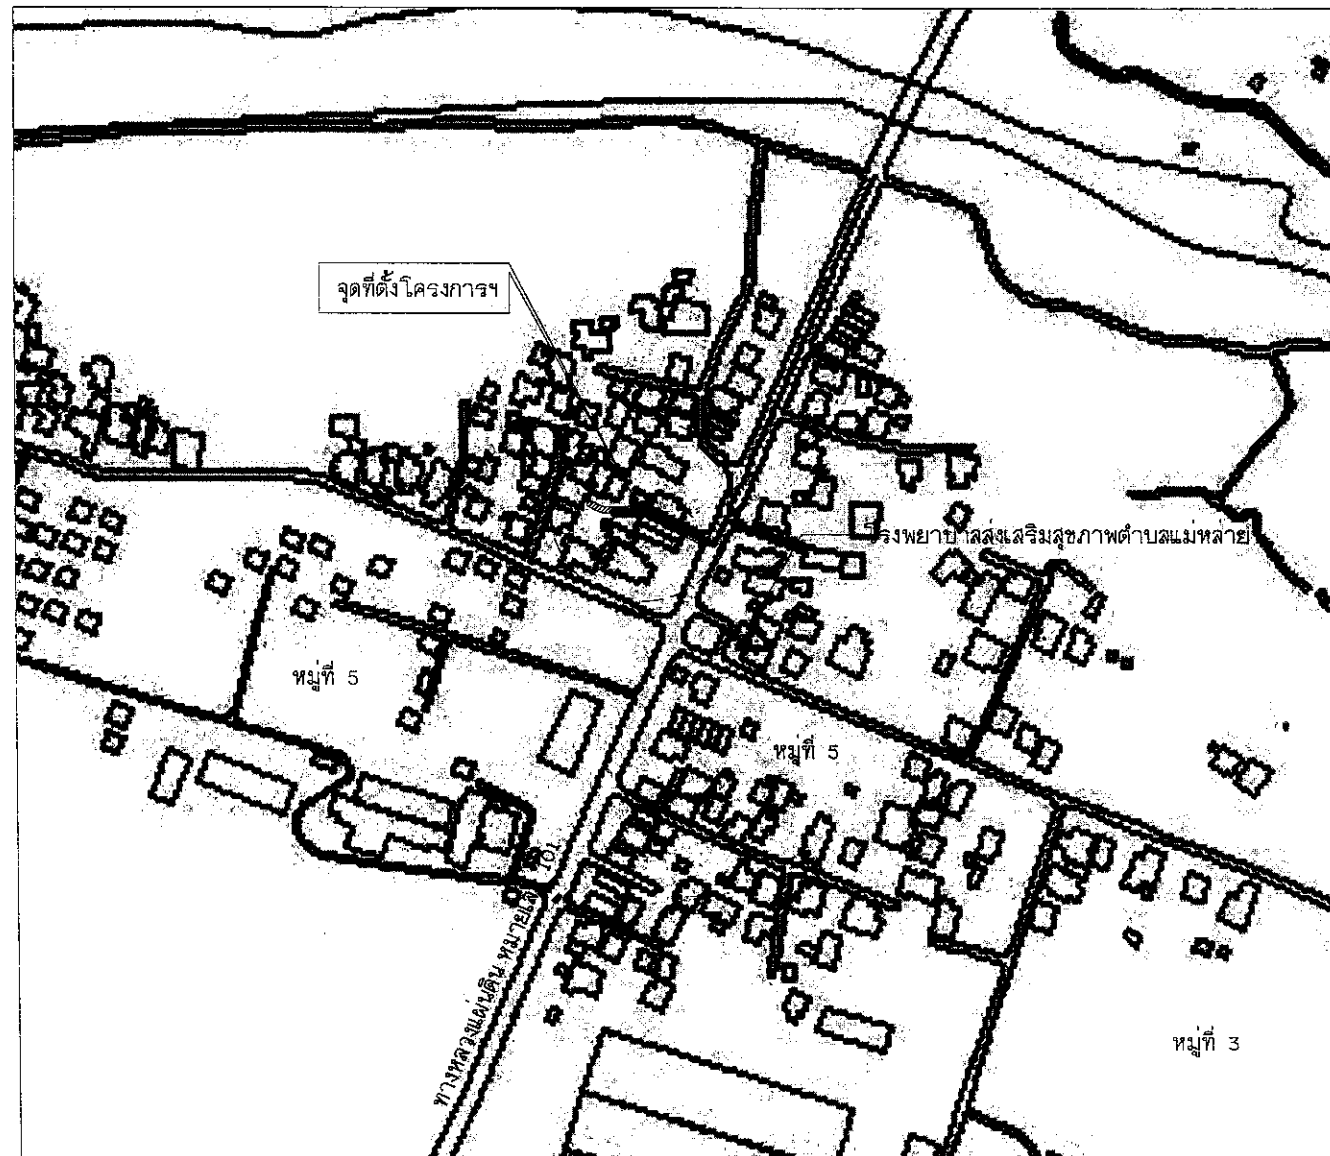 จุดที่ตั้งโครงการฯ
โรงพยาบาลส่งเสริมสุขภาพตำบลแม่หล่าย
หมู่ที่ 5
หมู่ที่ 5
ทางหลวงแผ่นดิน หมายเลข 101
หมู่ที่ 3